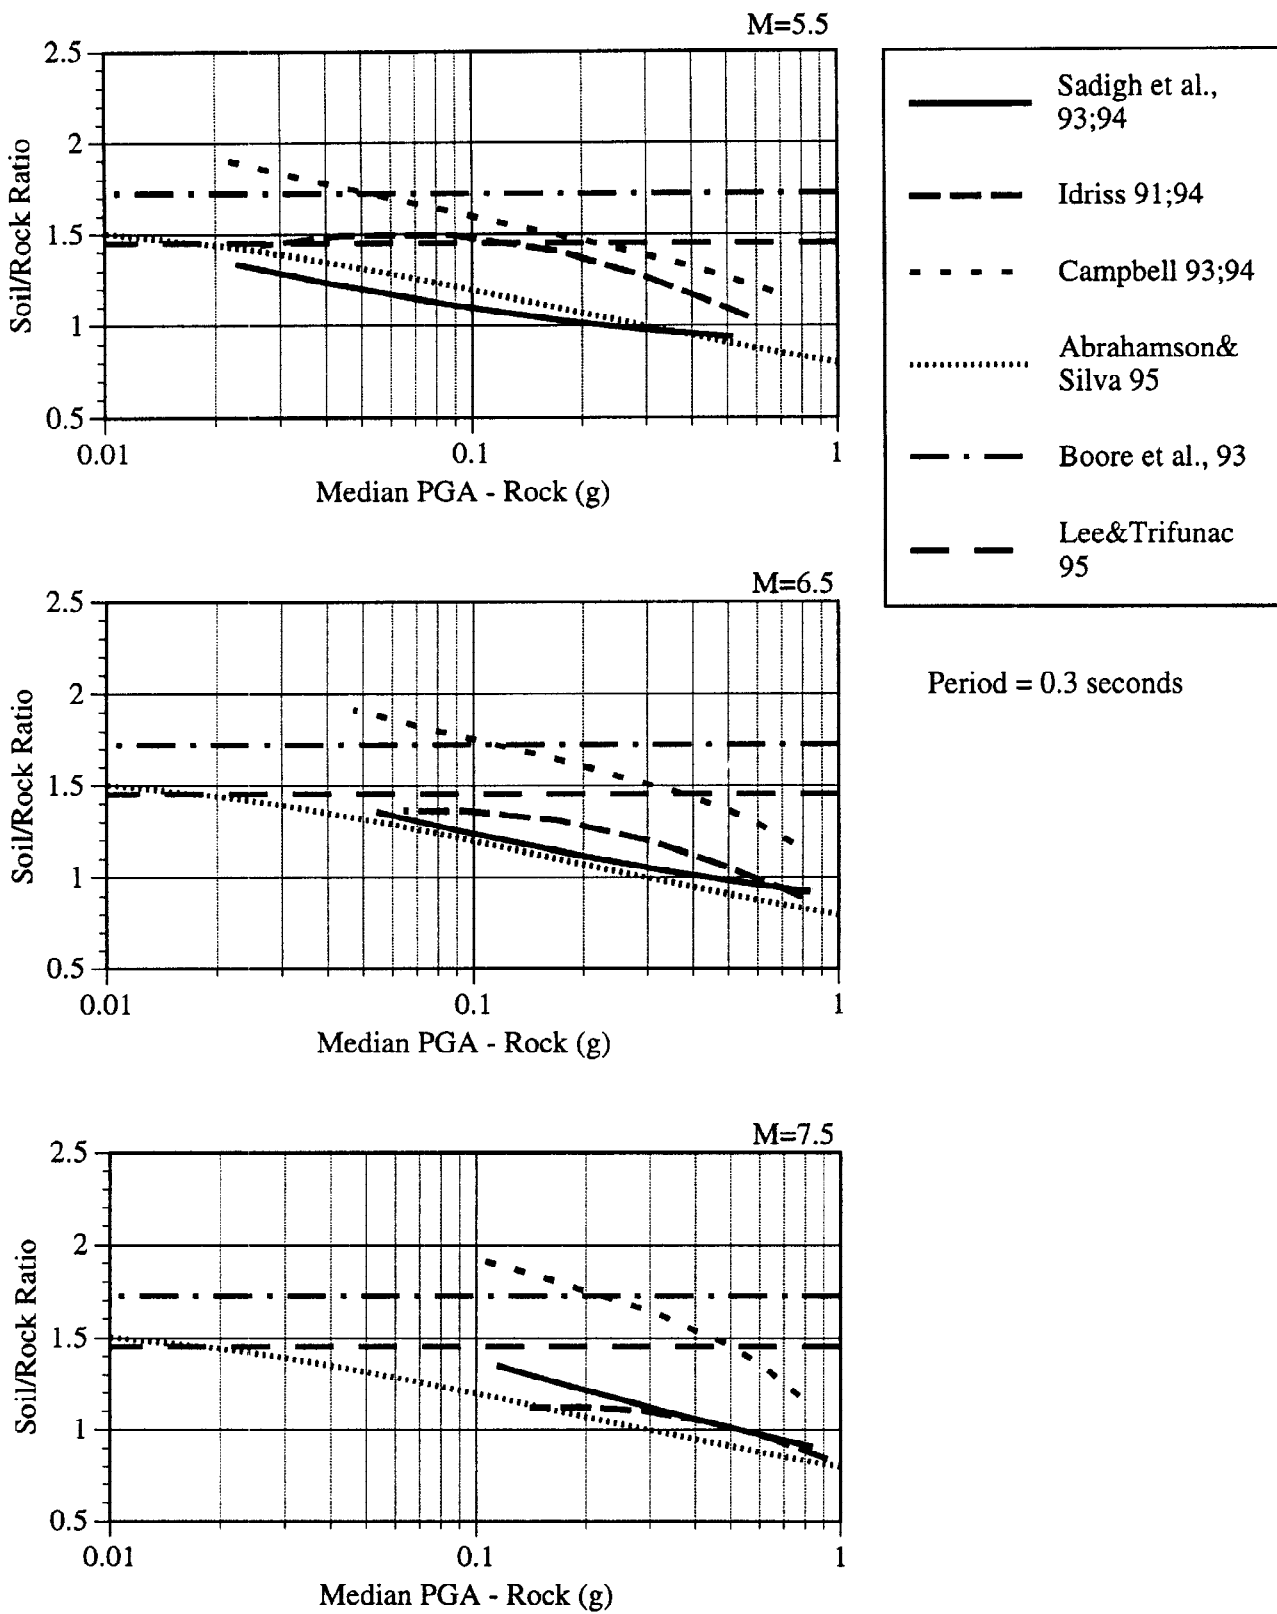 M=5.5
2.5
2
1.5
1
0.5
Soil/Rock Ratio
0.01
0.1
1
Median PGA - Rock (g)
Sadigh et al.,
93;94
Idriss 91;94
Campbell 93;94
Abrahamson&
Silva 95
Boore et al., 93
Lee&Trifunac
95
M=6.5
2.5
2
1.5
1
0.5
Soil/Rock Ratio
0.01
0.1
1
Median PGA - Rock (g)
Period = 0.3 seconds
M=7.5
2.5
2
1.5
1
0.5
Soil/Rock Ratio
0.01
0.1
1
Median PGA - Rock (g)